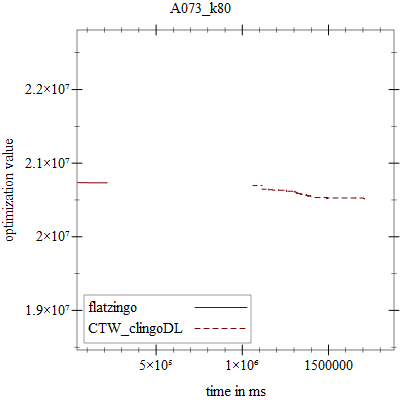 A073_k80
optimization value
2.2×10⁷
2.1×10⁷
2×10⁷
1.9×10⁷
flatzingo
CTW_clingoDL
5×10⁵
1×10⁶
1500000
time in ms